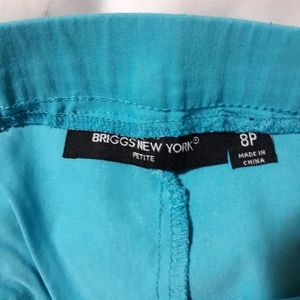 BRIGGS NEW YORK®
PETITE
8P
MADE IN
CHINA